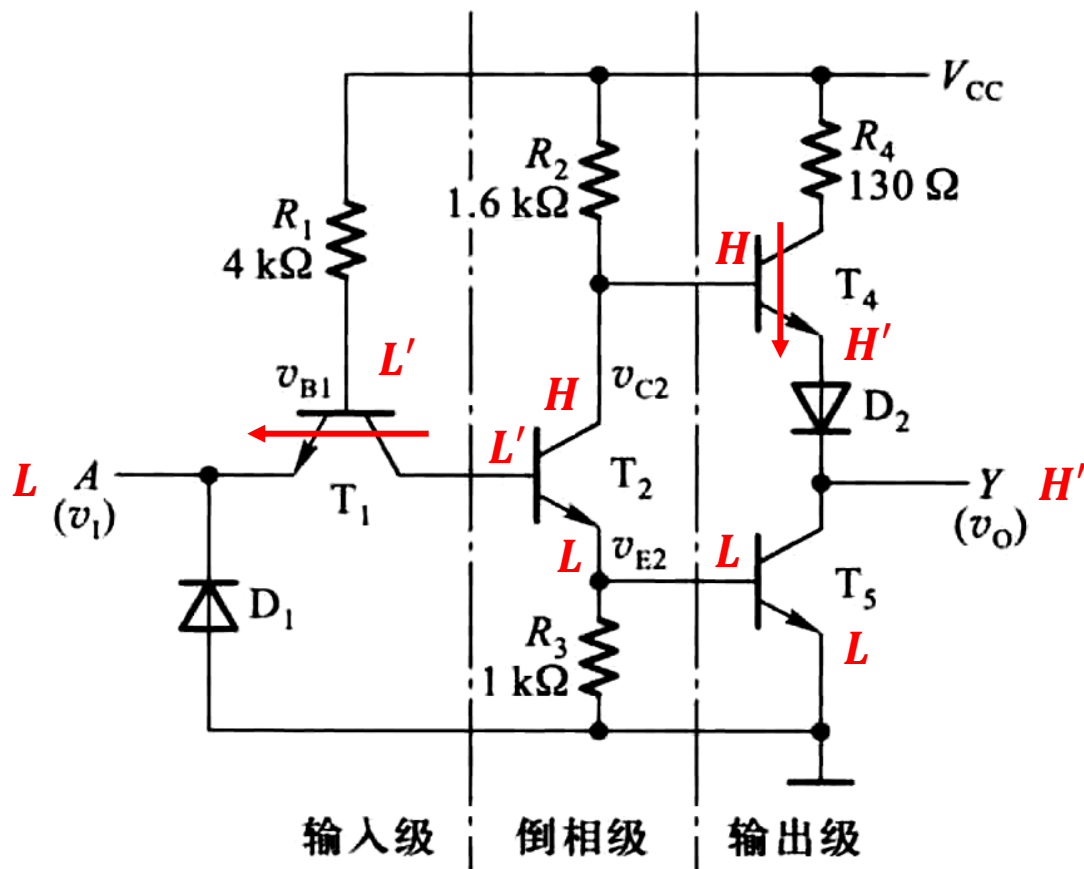 V_CC
R_4
130 Ω
R_2
1.6 kΩ
R_1
4 kΩ
H
T_4
H'
L'
v_B1
H
v_C2
D_2
L
A
(v_I)
T_1
L'
T_2
Y
(v_O)
H'
L
v_E2
L
T_5
D_1
R_3
1 kΩ
L
输入级
倒相级
输出级